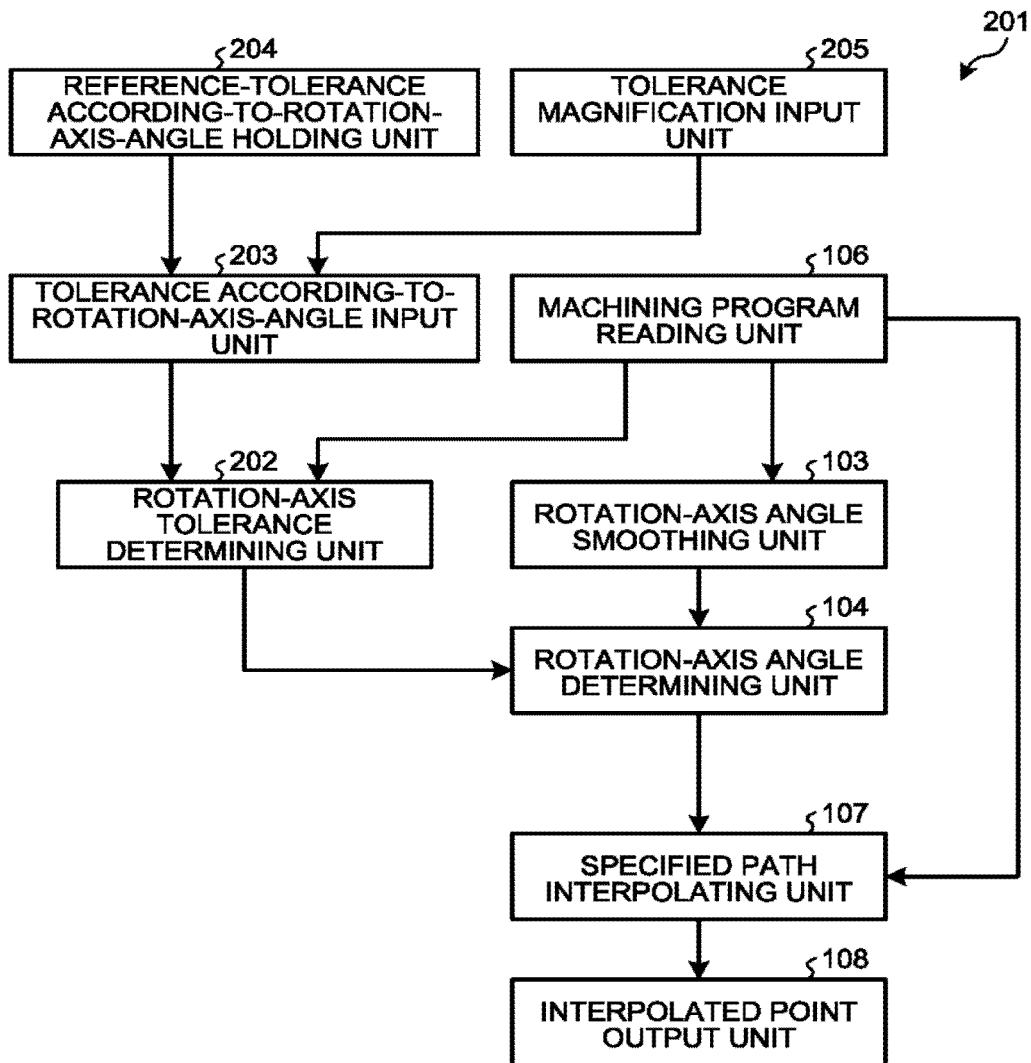 201
204
REFERENCE-TOLERANCE
ACCORDING-TO-ROTATION-
AXIS-ANGLE HOLDING UNIT
205
TOLERANCE
MAGNIFICATION INPUT
UNIT
203
TOLERANCE ACCORDING-TO-
ROTATION-AXIS-ANGLE INPUT
UNIT
106
MACHINING PROGRAM
READING UNIT
202
ROTATION-AXIS
TOLERANCE
DETERMINING UNIT
103
ROTATION-AXIS ANGLE
SMOOTHING UNIT
104
ROTATION-AXIS ANGLE
DETERMINING UNIT
107
SPECIFIED PATH
INTERPOLATING UNIT
108
INTERPOLATED POINT
OUTPUT UNIT